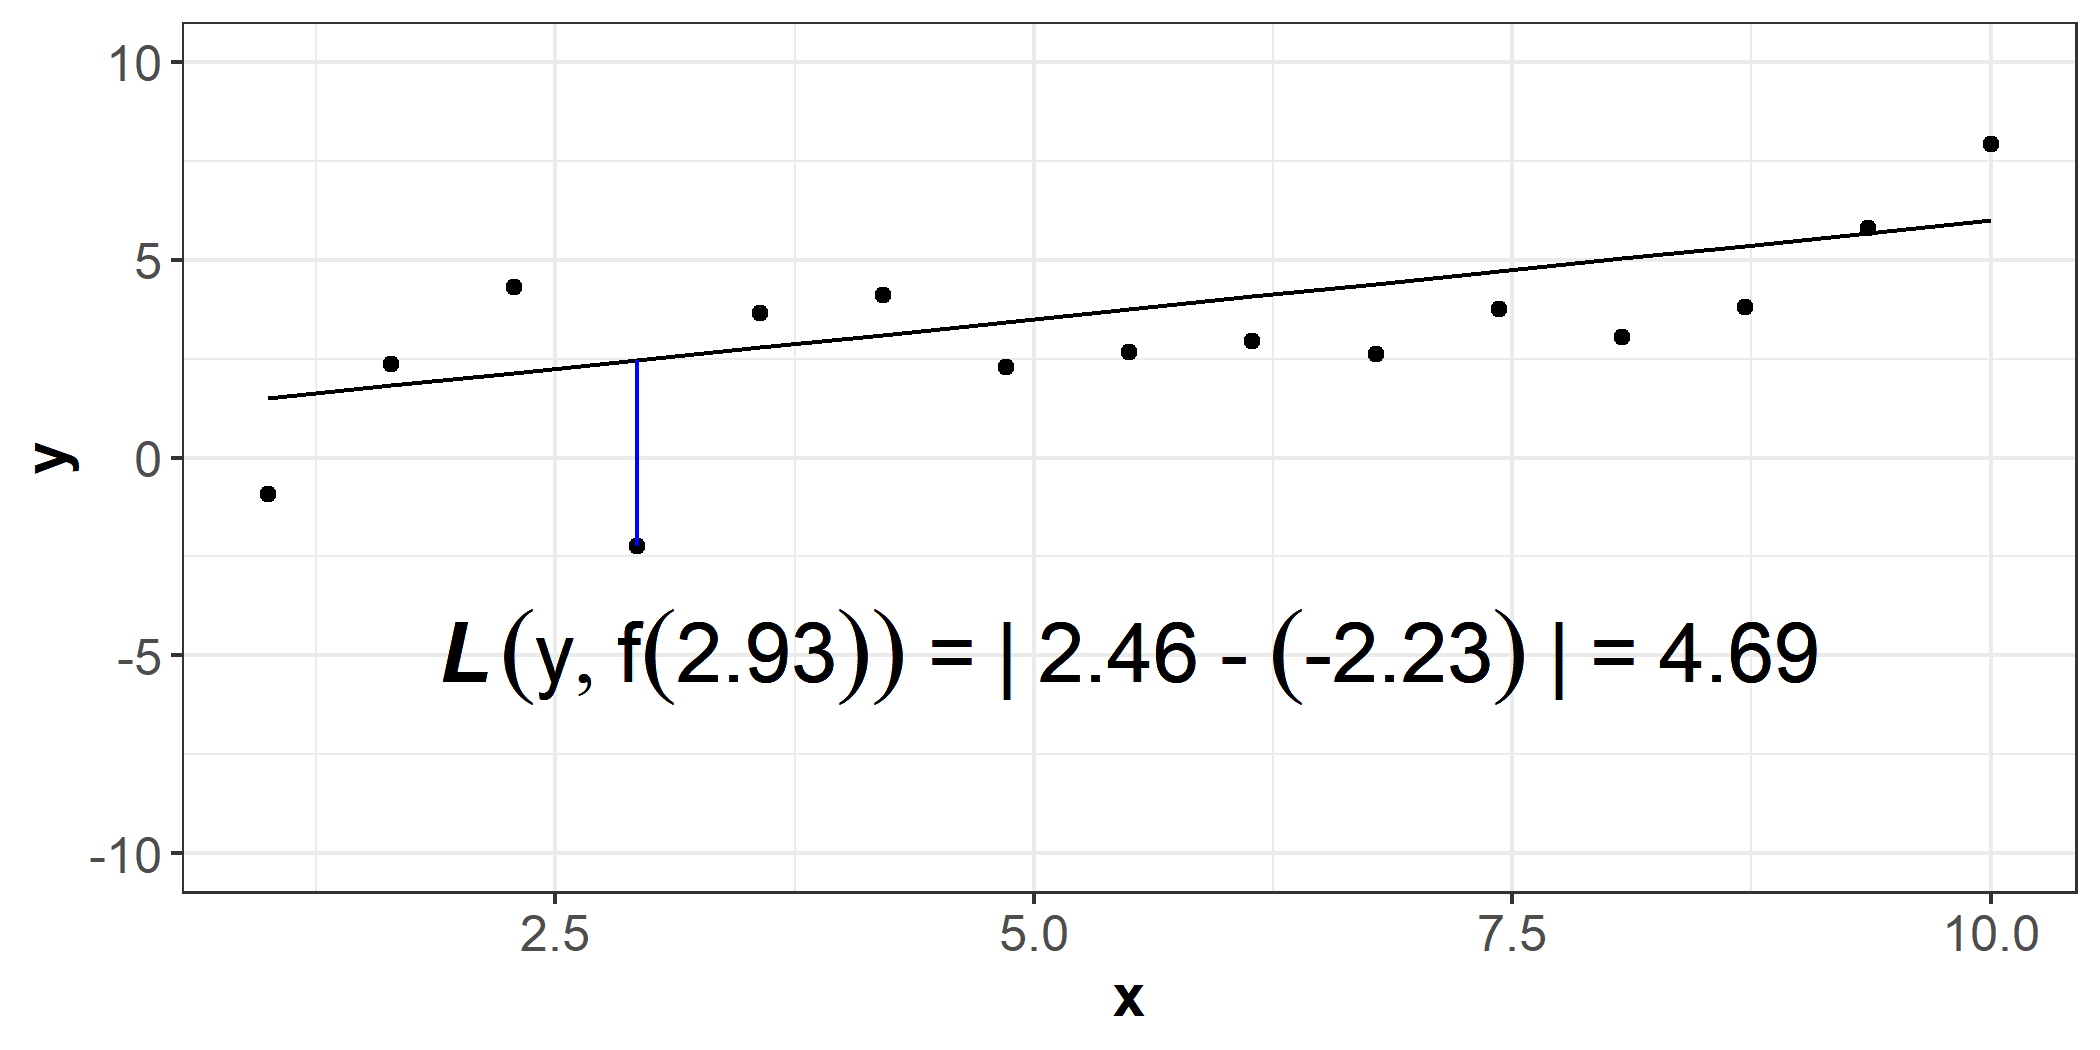 10
5
0
-5
-10
y
L(y, f(2.93)) = | 2.46 - (-2.23) | = 4.69
2.5 5.0 7.5 10.0
x